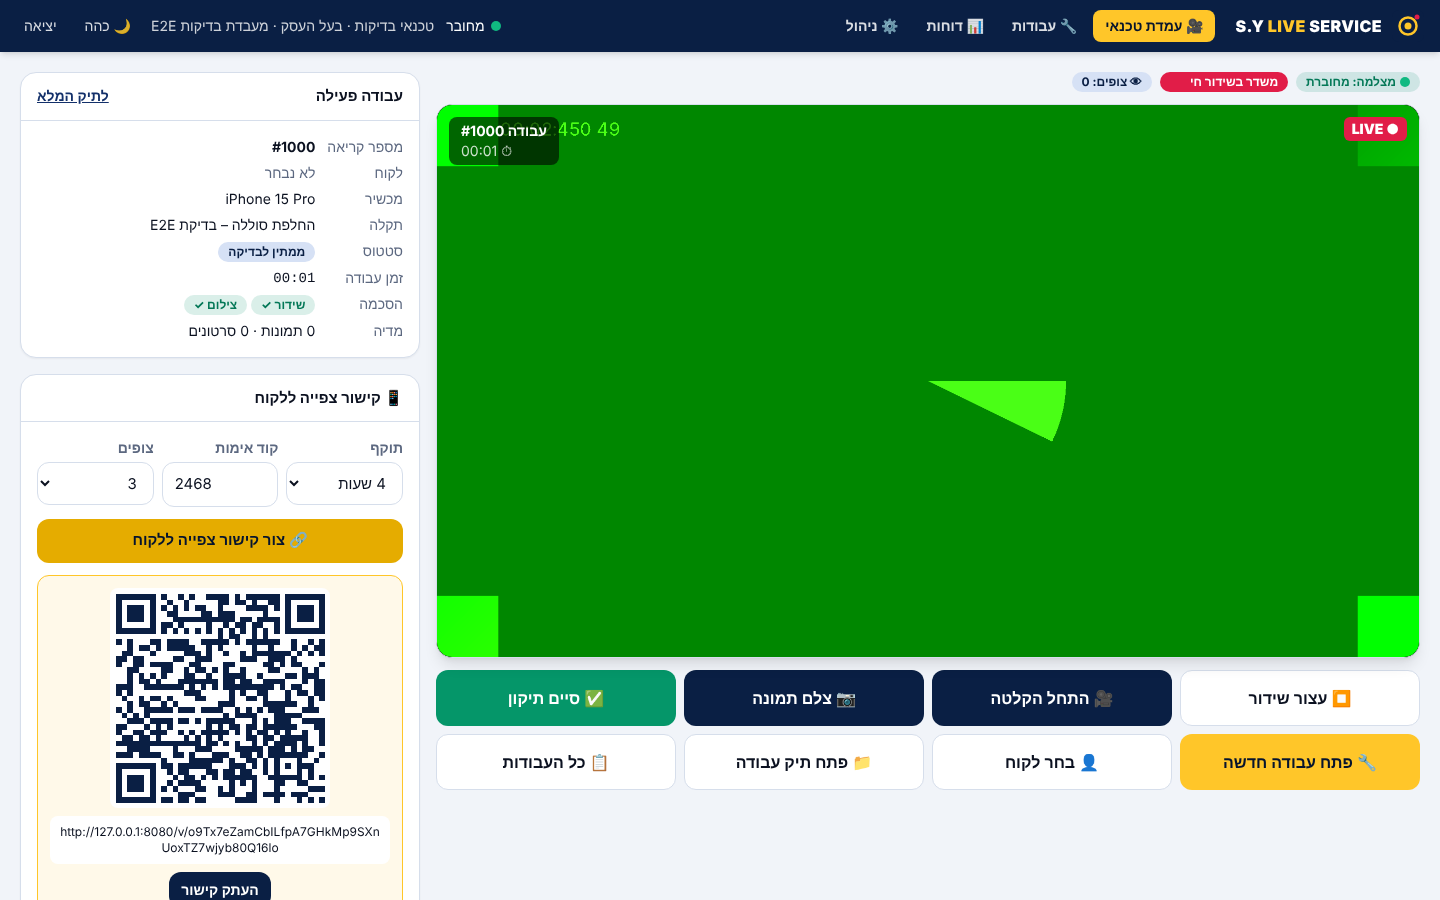 S.Y LIVE SERVICE
עמדת טכנאי
עבודות
דוחות
ניהול
מחובר
טכנאי בדיקות · בעל העסק · מעבדת בדיקות E2E
כהה
יציאה
מצלמה: מחוברת
משדר בשידור חי
צופים: 0
LIVE
עבודה #1000
00:01
:450 49
עצור שידור
התחל הקלטה
צלם תמונה
סיים תיקון
פתח עבודה חדשה
בחר לקוח
פתח תיק עבודה
כל העבודות
עבודה פעילה
לתיק המלא
מספר קריאה #1000
לקוח לא נבחר
מכשיר iPhone 15 Pro
תקלה החלפת סוללה – בדיקת E2E
סטטוס ממתין לבדיקה
זמן עבודה 00:01
הסכמה שידור ✓ צילום ✓
מדיה 0 תמונות · 0 סרטונים
קישור צפייה ללקוח
תוקף קוד אימות צופים
4 שעות 2468 3
צור קישור צפייה ללקוח
http://127.0.0.1:8080/v/o9Tx7eZamCbILfpA7GHkMp9SXn
UoxTZ7wjyb80Q16Io
העתק קישור